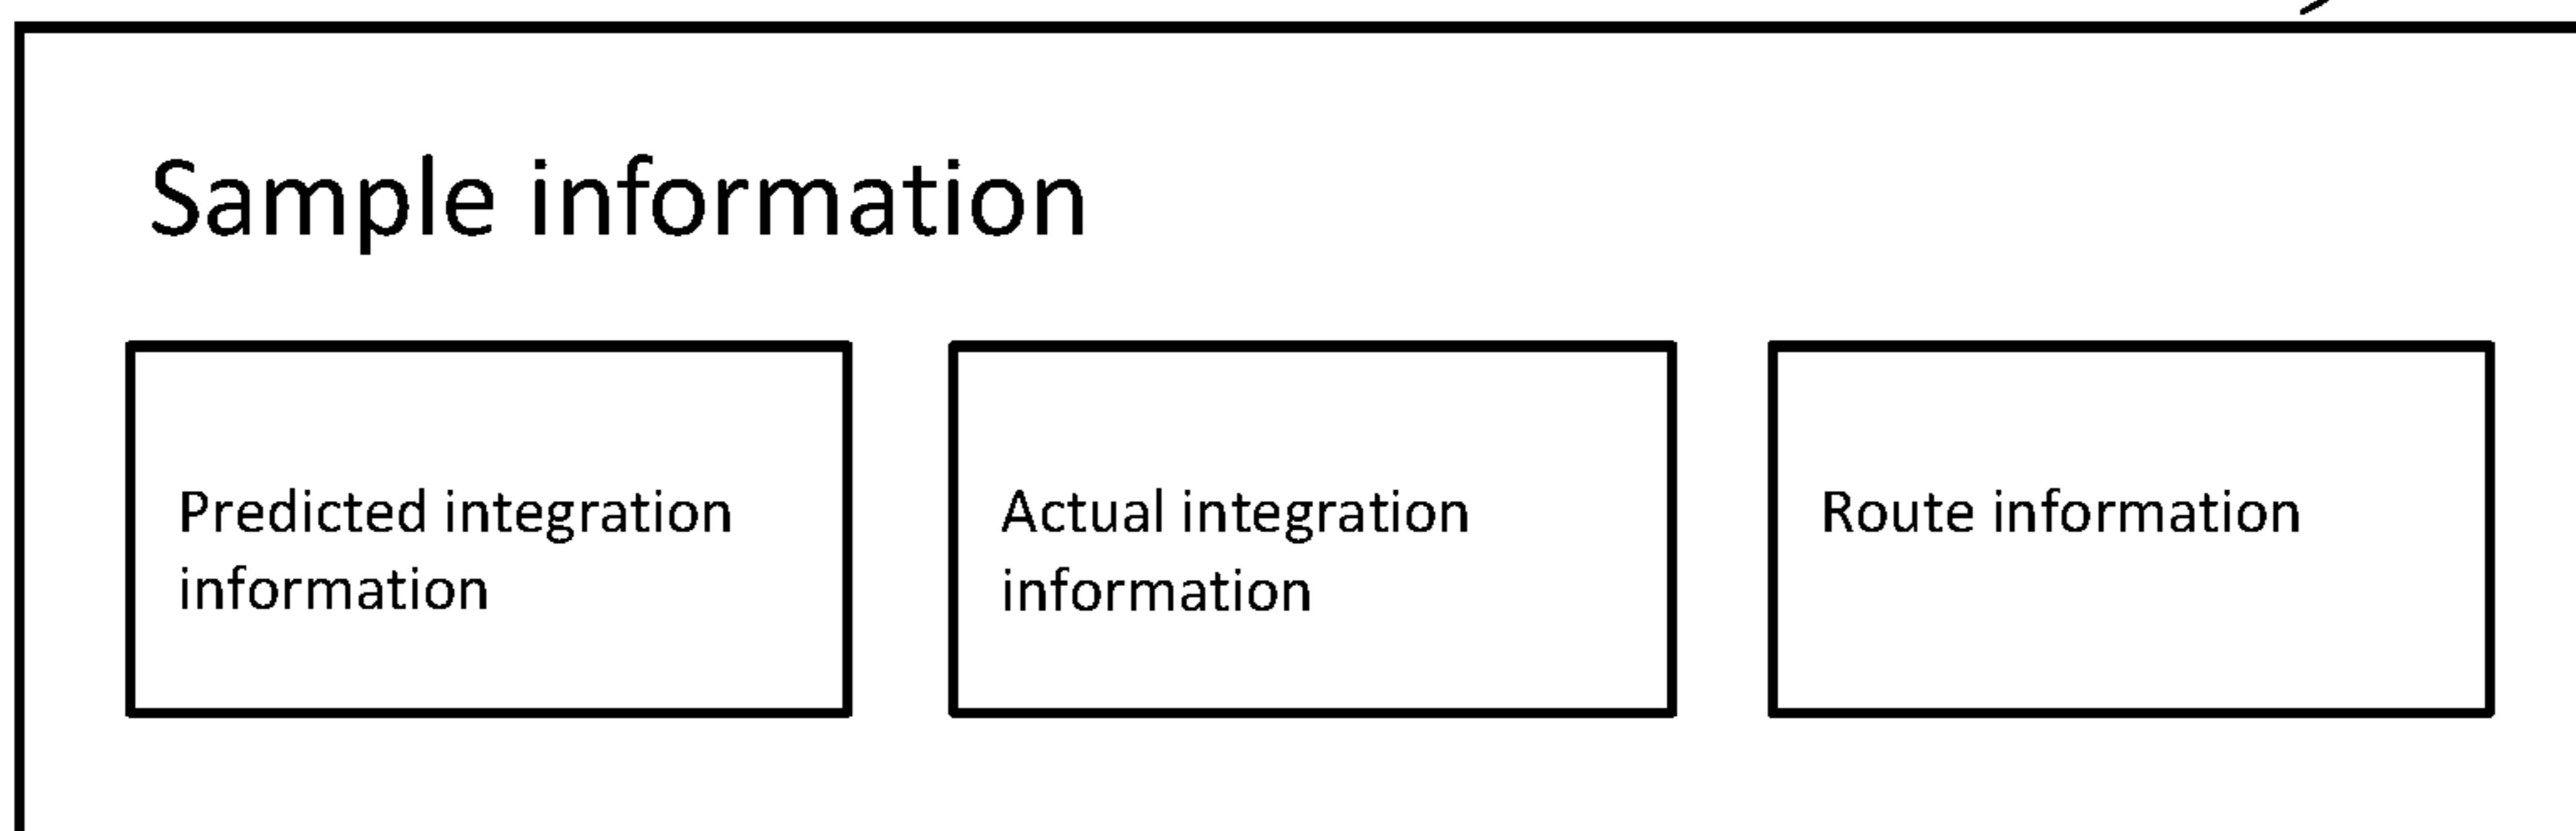 Sample information
Predicted integration
information
Actual integration
information
Route information